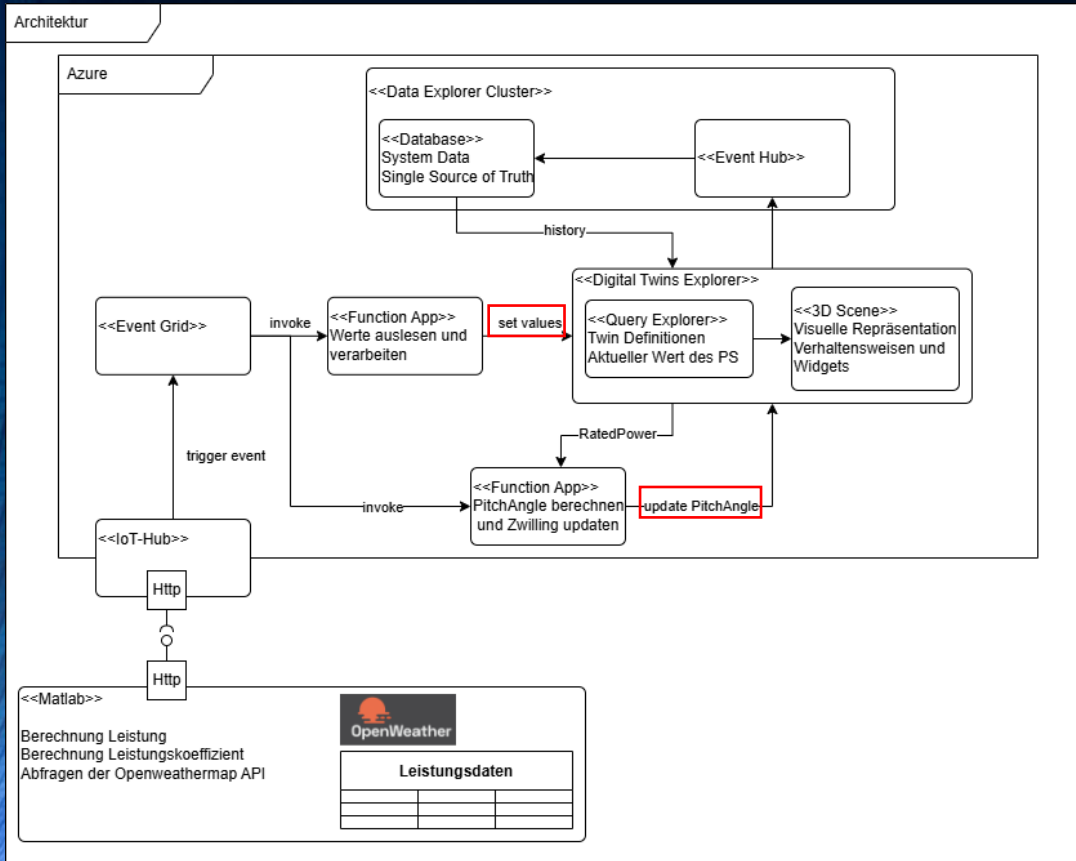 Architektur
Azure
<<Data Explorer Cluster>>
<<Database>>
System Data
Single Source of Truth
<<Event Hub>>
history
<<Digital Twins Explorer>>
<<Event Grid>>
invoke
<<Function App>>
Werte auslesen und
verarbeiten
set values
<<Query Explorer>>
Twin Definitionen
Aktueller Wert des PS
<<3D Scene>>
Visuelle Repräsentation
Verhaltensweisen und
Widgets
RatedPower
trigger event
invoke
<<Function App>>
PitchAngle berechnen
und Zwilling updaten
update PitchAngle
<<IoT-Hub>>
Http
Http
<<Matlab>>
Berechnung Leistung
Berechnung Leistungskoeffizient
Abfragen der Openweathermap API
OpenWeather
Leistungsdaten